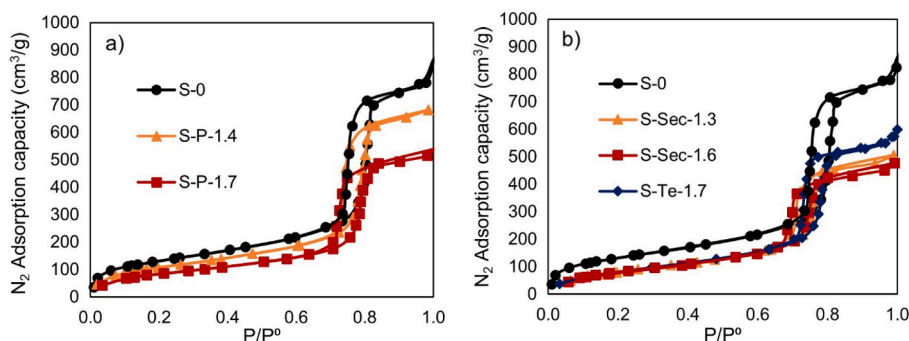 a)
N₂ Adsorption capacity (cm³/g)
1000
900
800
700
600
500
400
300
200
100
0
S-0
S-P-1.4
S-P-1.7
0.0 0.2 0.4 0.6 0.8 1.0
P/Pº
b)
N₂ Adsorption capacity (cm³/g)
1000
900
800
700
600
500
400
300
200
100
0
S-0
S-Sec-1.3
S-Sec-1.6
S-Te-1.7
0.0 0.2 0.4 0.6 0.8 1.0
P/Pº